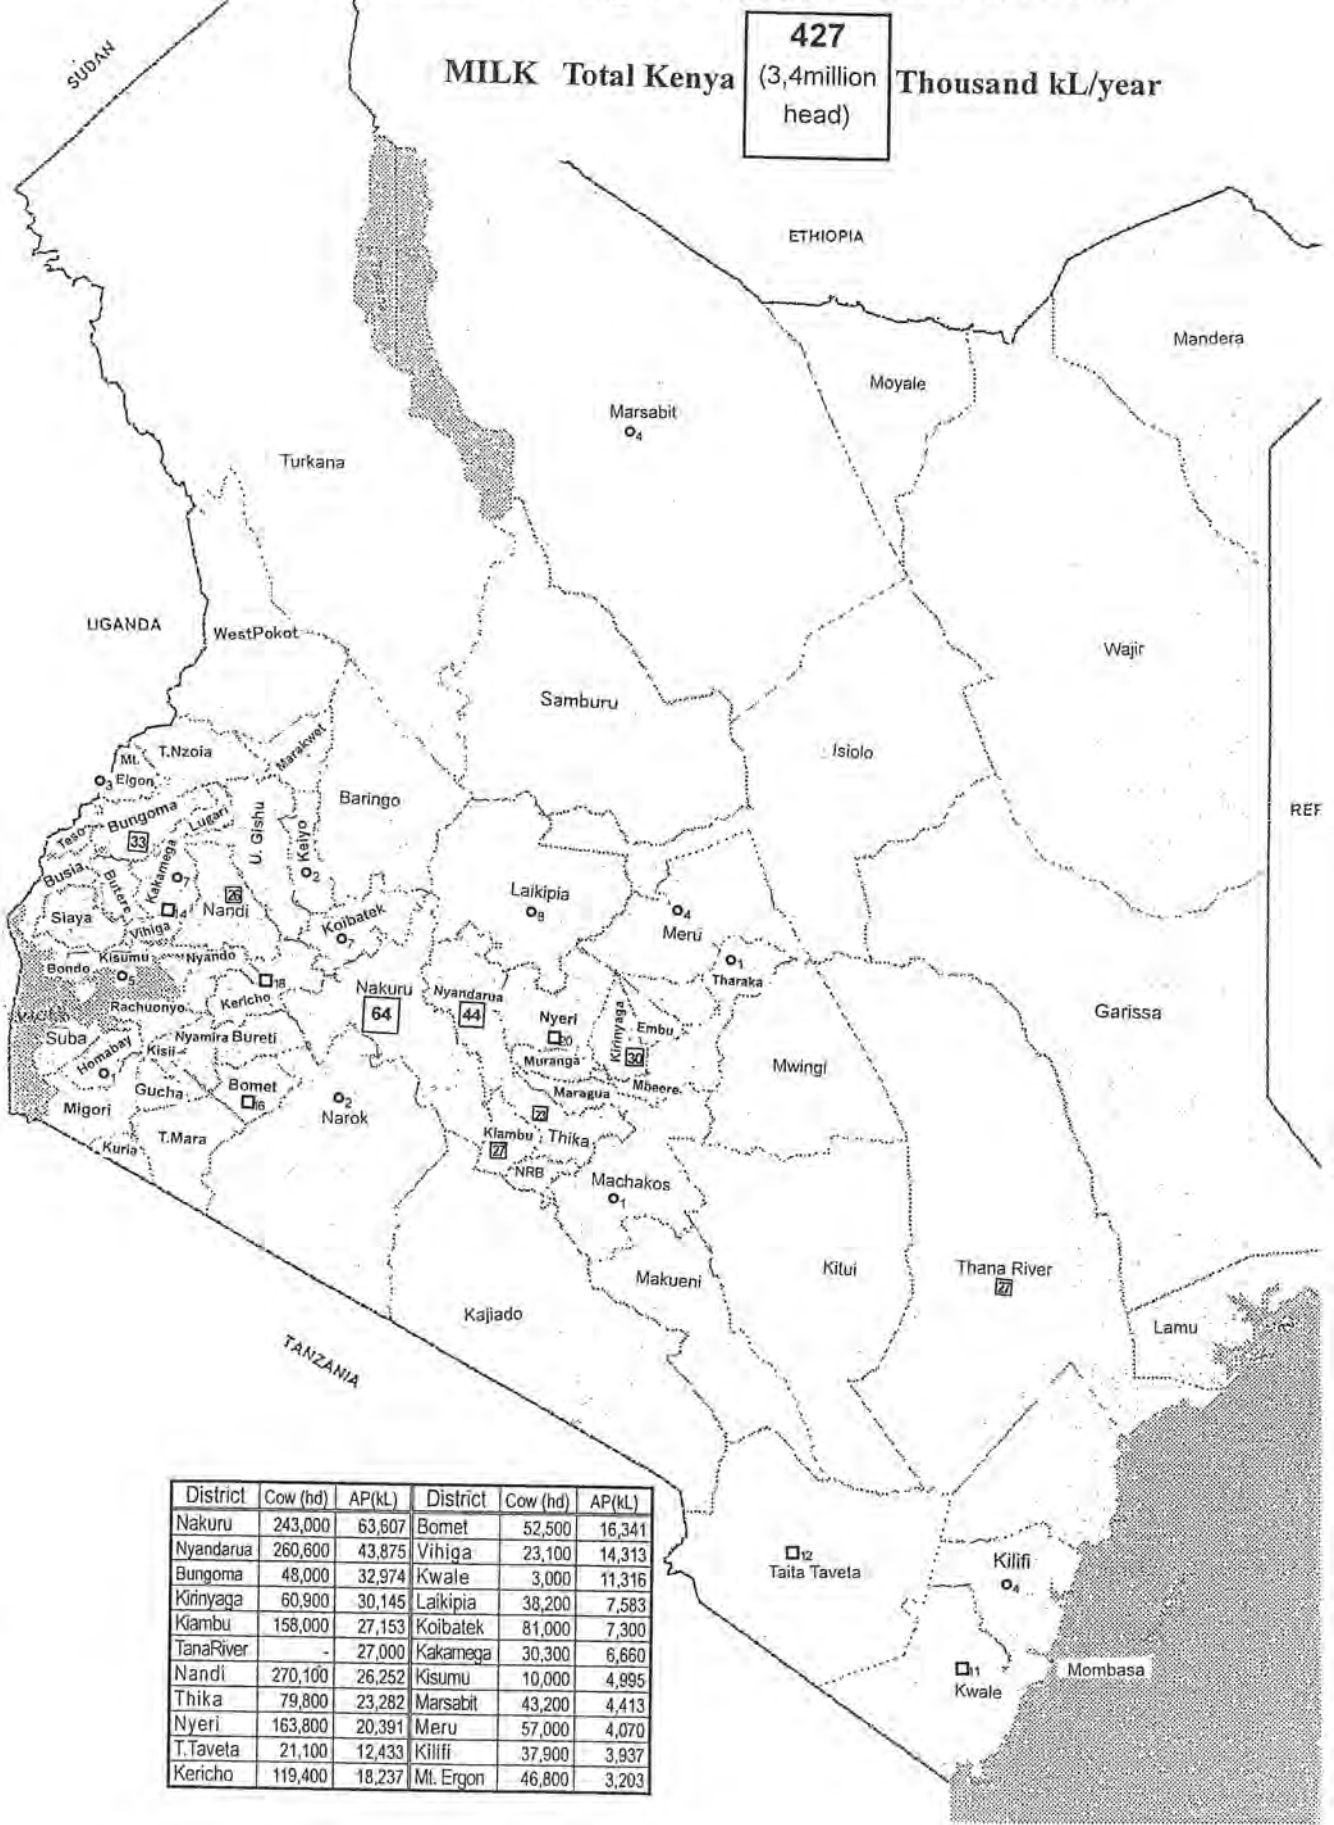 427
MILK Total Kenya (3,4million head) Thousand kL/year
SUDAN
ETHIOPIA
Mandera
Moyale
Marsabit
4
Turkana
UGANDA
WestPokot
Wajir
Samburu
Isiolo
T.Nzoia
Marakwet
Mt.
3 Elgon
Baringo
REF
Bungoma
Lugari
U. Gishu
Keiyo
Teso
33
Kakamega
7
2
Busia
Butere
Laikipia
8
26
Nandi
14
Siaya
Koibatek
7
4
Meru
Vihiga
Kisumu
Nyando
1
Tharaka
Bondo
5
18
Nakuru
64
Nyandarua
44
Rachuonyo
Kericho
Kirinyaga
Garissa
Nyeri
20
Embu
Suba
Nyamira Bureti
Homabay
Kisii
Muranga
30
Mwingi
Gucha
Bomet
16
Mbeere
Maragua
2
Narok
Migori
23
Kuria
T.Mara
Kiambu
27
Thika
NRB
Machakos
1
Kitui
Thana River
27
Makueni
Kajiado
Lamu
TANZANIA
12
Taita Taveta
Kilifi
4
11
Kwale
Mombasa
District Cow (hd) AP(kL) District Cow (hd) AP(kL)
Nakuru 243,000 63,607 Bomet 52,500 16,341
Nyandarua 260,600 43,875 Vihiga 23,100 14,313
Bungoma 48,000 32,974 Kwale 3,000 11,316
Kirinyaga 60,900 30,145 Laikipia 38,200 7,583
Kiambu 158,000 27,153 Koibatek 81,000 7,300
TanaRiver - 27,000 Kakamega 30,300 6,660
Nandi 270,100 26,252 Kisumu 10,000 4,995
Thika 79,800 23,282 Marsabit 43,200 4,413
Nyeri 163,800 20,391 Meru 57,000 4,070
T.Taveta 21,100 12,433 Kilifi 37,900 3,937
Kericho 119,400 18,237 Mt. Ergon 46,800 3,203